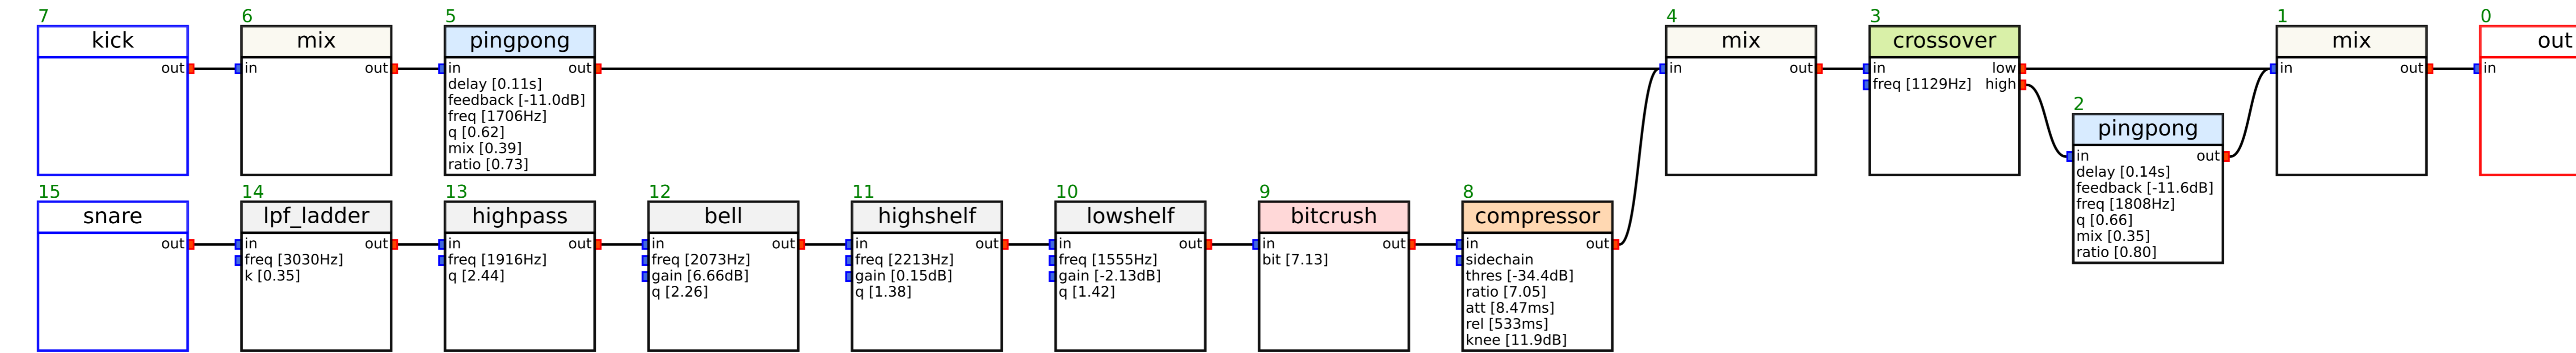 7
kick
out
6
mix
in out
5
pingpong
in out
delay [0.11s]
feedback [-11.0dB]
freq [1706Hz]
q [0.62]
mix [0.39]
ratio [0.73]
4
mix
in out
3
crossover
in low
freq [1129Hz] high
2
pingpong
in out
delay [0.14s]
feedback [-11.6dB]
freq [1808Hz]
q [0.66]
mix [0.35]
ratio [0.80]
1
mix
in out
0
out
in
15
snare
out
14
lpf_ladder
in out
freq [3030Hz]
k [0.35]
13
highpass
in out
freq [1916Hz]
q [2.44]
12
bell
in out
freq [2073Hz]
gain [6.66dB]
q [2.26]
11
highshelf
in out
freq [2213Hz]
gain [0.15dB]
q [1.38]
10
lowshelf
in out
freq [1555Hz]
gain [-2.13dB]
q [1.42]
9
bitcrush
in out
bit [7.13]
8
compressor
in out
sidechain
thres [-34.4dB]
ratio [7.05]
att [8.47ms]
rel [533ms]
knee [11.9dB]